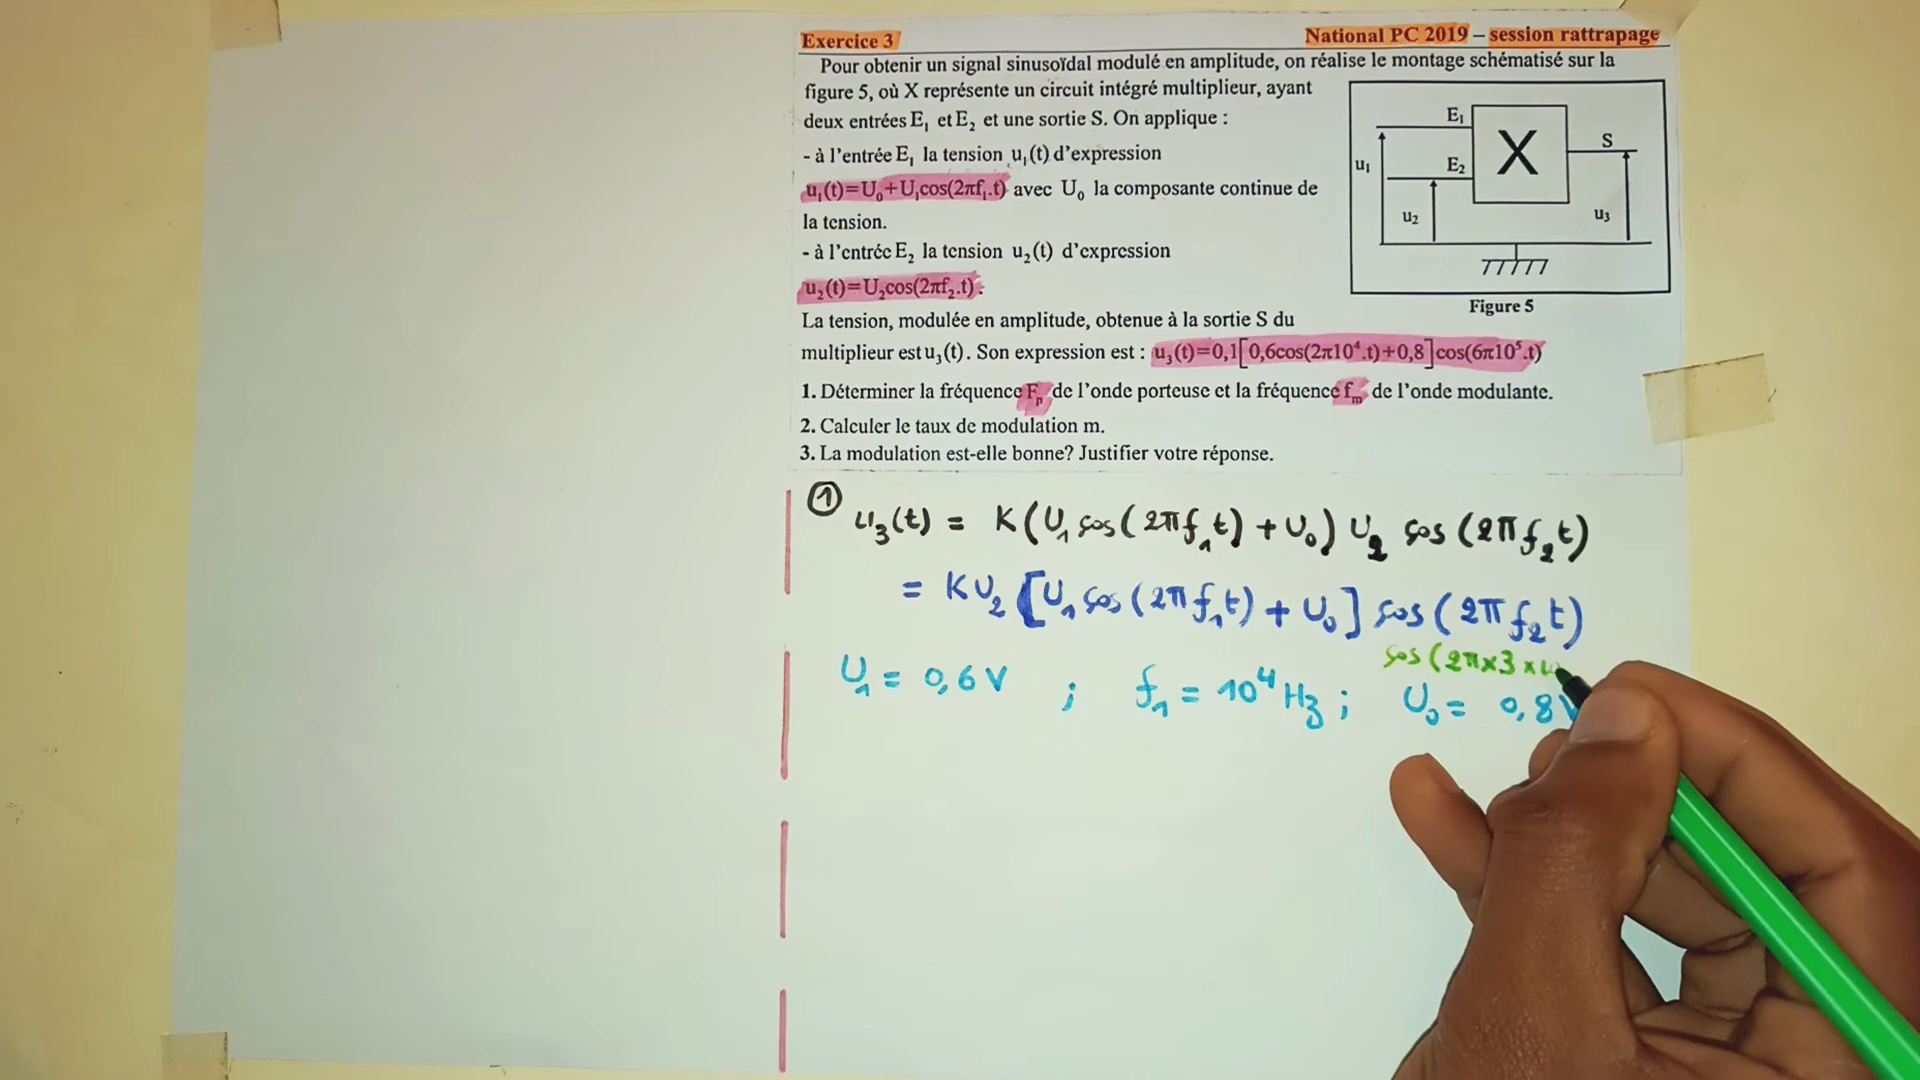 Exercice 3
National PC 2019 – session rattrapage
Pour obtenir un signal sinusoïdal modulé en amplitude, on réalise le montage schématisé sur la
figure 5, où X représente un circuit intégré multiplieur, ayant
deux entrées E₁ et E₂ et une sortie S. On applique :
- à l'entrée E₁ la tension u₁(t) d'expression
u₁(t)=U₀+U₁cos(2πf₁.t) avec U₀ la composante continue de
la tension.
- à l'entrée E₂ la tension u₂(t) d'expression
u₂(t)=U₂cos(2πf₂.t).
E₁
X
S
u₁
E₂
u₂
u₃
Figure 5
La tension, modulée en amplitude, obtenue à la sortie S du
multiplieur est u₃(t). Son expression est : u₃(t)=0,1[0,6cos(2π10⁴.t)+0,8]cos(6π10⁵.t)
1. Déterminer la fréquence Fₚ de l'onde porteuse et la fréquence fₘ de l'onde modulante.
2. Calculer le taux de modulation m.
3. La modulation est-elle bonne? Justifier votre réponse.
① u₃(t) = K(U₁ cos(2πf₁t)+U₀) U₂ cos(2πf₂t)
= KU₂ [U₁ cos(2πf₁t)+U₀] cos(2πf₂t)
cos(2π×3×
U₁ = 0,6V ; f₁ = 10⁴ Hz ; U₀ = 0,8V